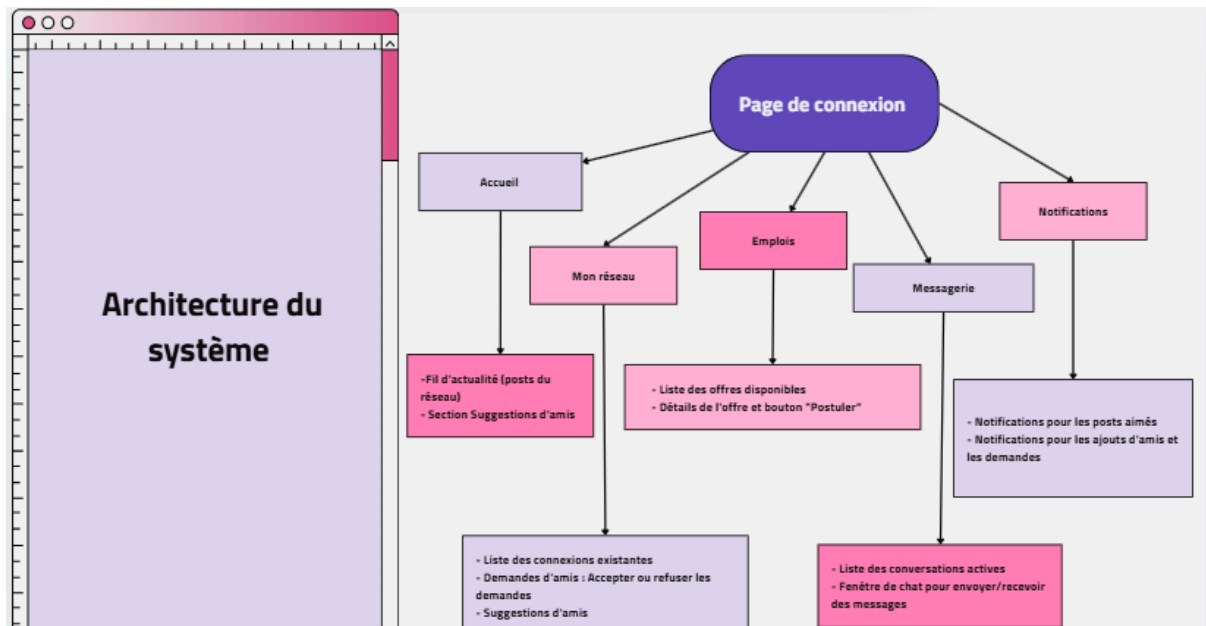 Architecture du
système
Page de connexion
Accueil
Notifications
Emplois
Mon réseau
Messagerie
-Fil d'actualité (posts du
réseau)
- Section Suggestions d'amis
- Liste des offres disponibles
- Détails de l'offre et bouton "Postuler"
- Notifications pour les posts aimés
- Notifications pour les ajouts d'amis et
les demandes
- Liste des connexions existantes
- Demandes d'amis : Accepter ou refuser les
demandes
- Suggestions d'amis
- Liste des conversations actives
- Fenêtre de chat pour envoyer/recevoir
des messages